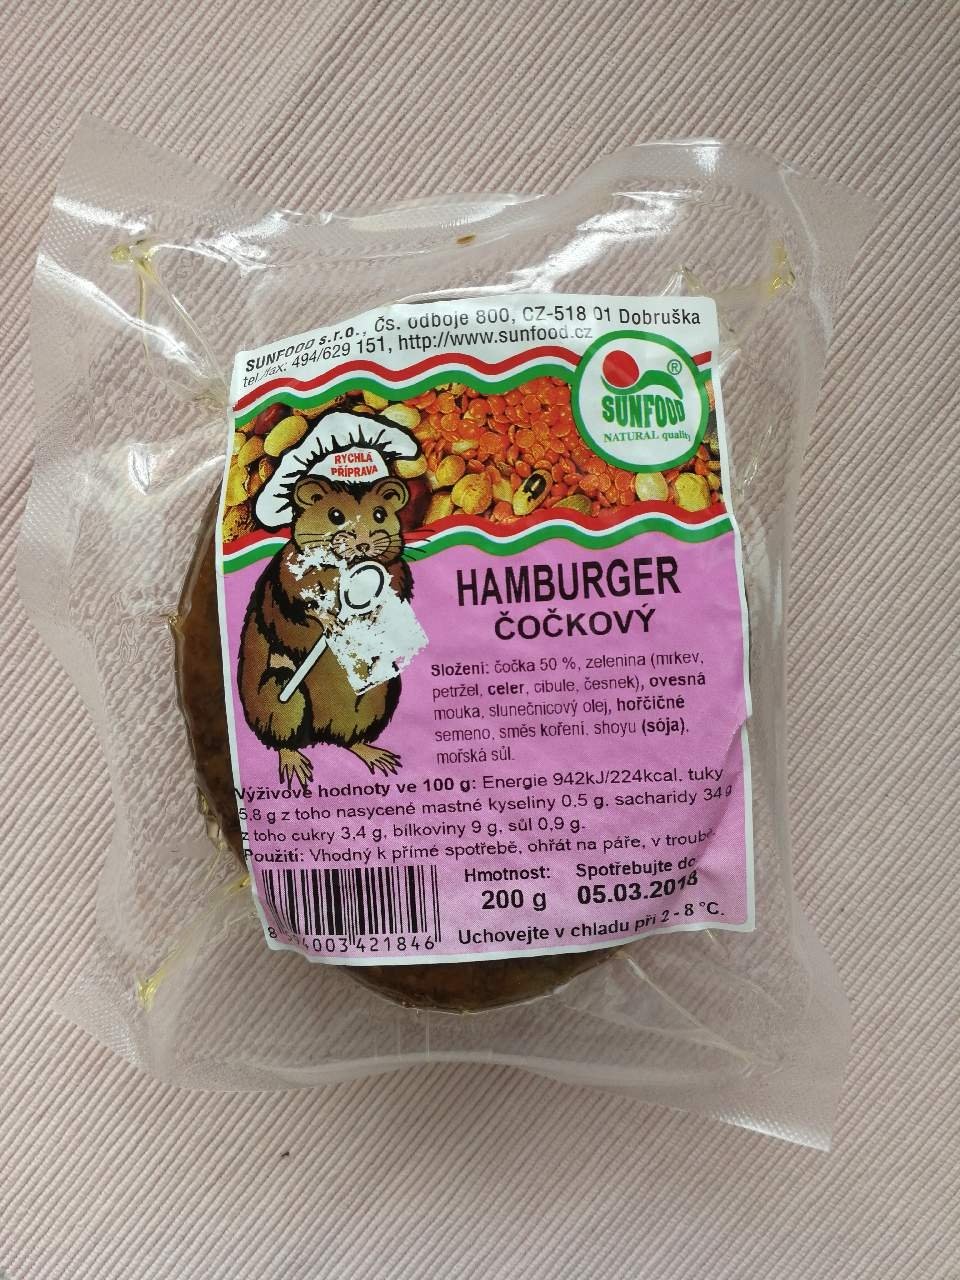 SUNFOOD s.r.o., Čs. odboje 800, CZ-518 01 Dobruška
tel./fax: 494/629 151, http://www.sunfood.cz
®
SUNFOOD
NATURAL quality
RYCHLÁ
PŘÍPRAVA
HAMBURGER
ČOČKOVÝ
Složení: čočka 50 %, zelenina (mrkev,
petržel, celer, cibule, česnek), ovesná
mouka, slunečnicový olej, hořčičné
semeno, směs koření, shoyu (sója),
mořská sůl.
Výživové hodnoty ve 100 g: Energie 942kJ/224kcal. tuky
5,8 g z toho nasycené mastné kyseliny 0,5 g. sacharidy 34 g
z toho cukry 3,4 g, bílkoviny 9 g, sůl 0,9 g.
Použití: Vhodný k přímé spotřebě, ohřát na páře, v troubě
Hmotnost: Spotřebujte do
200 g 05.03.2018
Uchovejte v chladu při 2 - 8 °C.
003 421846